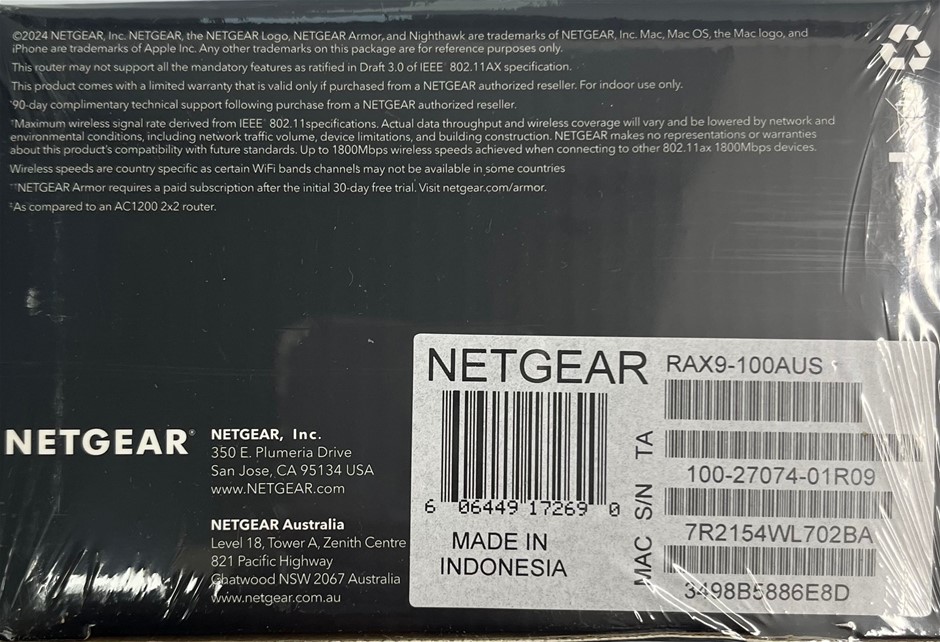 ©2024 NETGEAR, Inc. NETGEAR, the NETGEAR Logo, NETGEAR Armor, and Nighthawk are trademarks of NETGEAR, Inc. Mac, Mac OS, the Mac logo, and
iPhone are trademarks of Apple Inc. Any other trademarks on this package are for reference purposes only.
This router may not support all the mandatory features as ratified in Draft 3.0 of IEEE® 802.11AX specification.
This product comes with a limited warranty that is valid only if purchased from a NETGEAR authorized reseller. For indoor use only.
*90-day complimentary technical support following purchase from a NETGEAR authorized reseller.
†Maximum wireless signal rate derived from IEEE® 802.11specifications. Actual data throughput and wireless coverage will vary and be lowered by network and
environmental conditions, including network traffic volume, device limitations, and building construction. NETGEAR makes no representations or warranties
about this product's compatibility with future standards. Up to 1800Mbps wireless speeds achieved when connecting to other 802.11ax 1800Mbps devices.
Wireless speeds are country specific as certain WiFi bands channels may not be available in some countries
††NETGEAR Armor requires a paid subscription after the initial 30-day free trial. Visit netgear.com/armor.
‡As compared to an AC1200 2x2 router.
NETGEAR®
NETGEAR, Inc.
350 E. Plumeria Drive
San Jose, CA 95134 USA
www.NETGEAR.com
NETGEAR Australia
Level 18, Tower A, Zenith Centre
821 Pacific Highway
Chatwood NSW 2067 Australia
www.netgear.com.au
NETGEAR
6 06449 17269 0
MADE IN
INDONESIA
RAX9-100AUS
TA
100-27074-01R09
S/N
7R2154WL702BA
MAC
3498B5886E8D